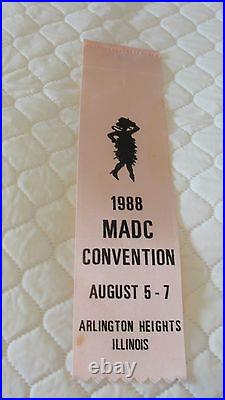 1988
MADC
CONVENTION
AUGUST 5-7
ARLINGTON HEIGHTS
ILLINOIS